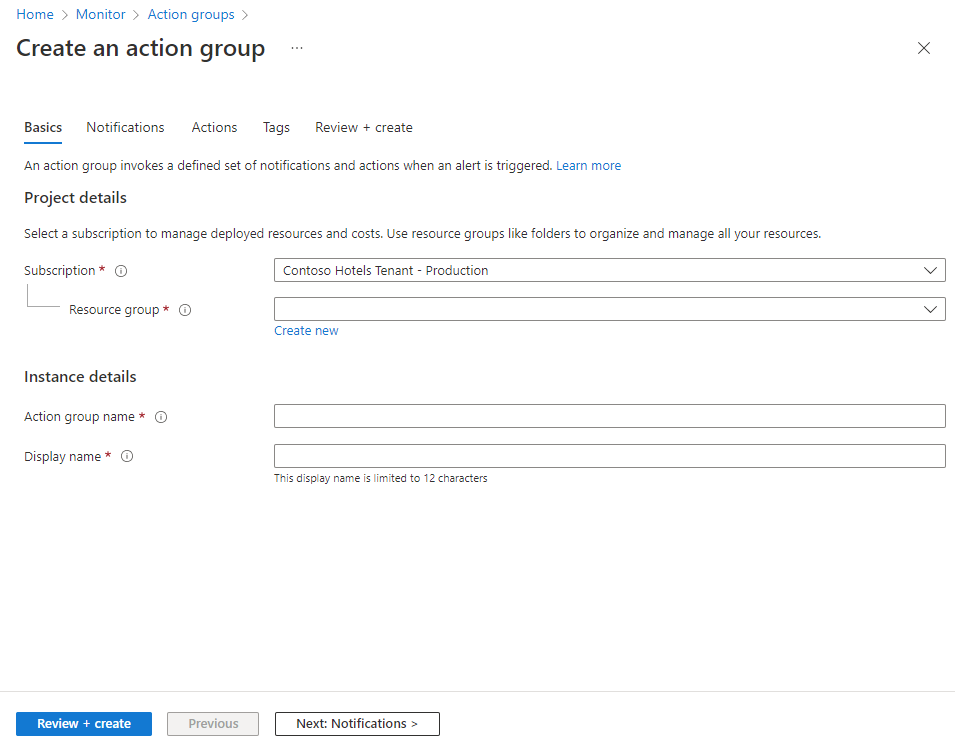 Home > Monitor > Action groups >
Create an action group ...
Basics Notifications Actions Tags Review + create
An action group invokes a defined set of notifications and actions when an alert is triggered. Learn more
Project details
Select a subscription to manage deployed resources and costs. Use resource groups like folders to organize and manage all your resources.
Subscription * Contoso Hotels Tenant - Production
Resource group *
Create new
Instance details
Action group name *
Display name *
This display name is limited to 12 characters
Review + create Previous Next: Notifications >